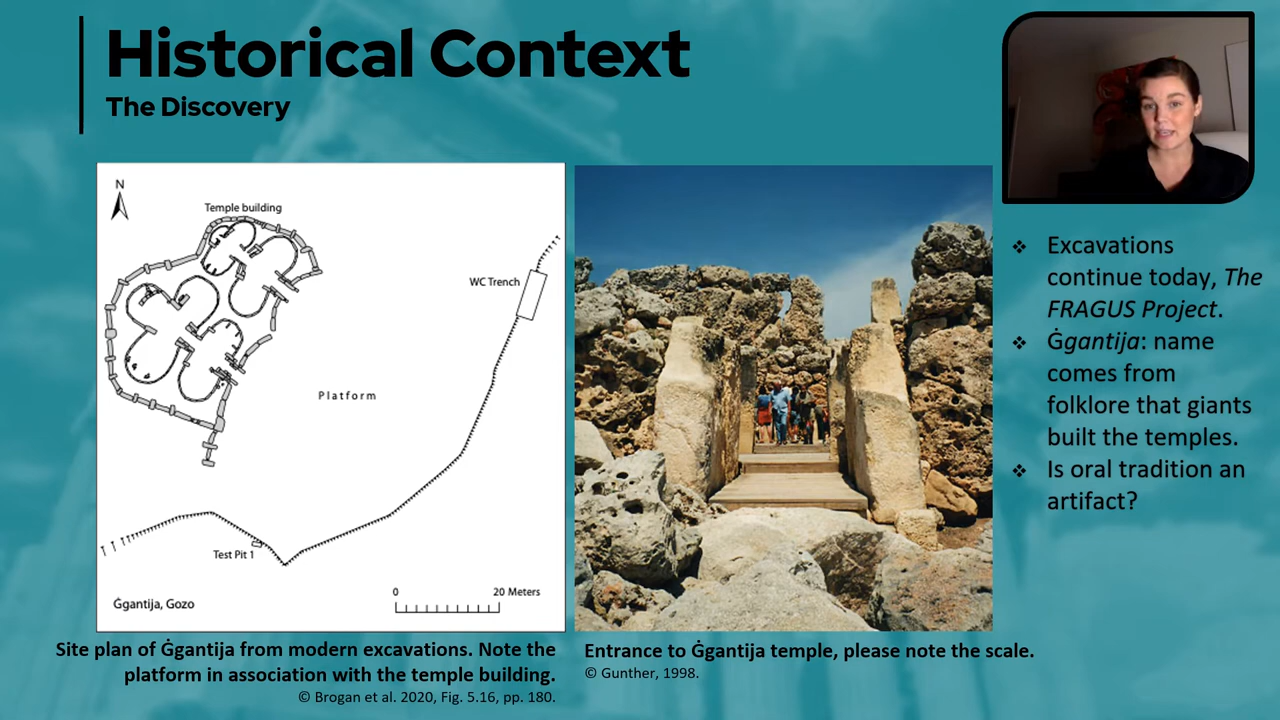 Historical Context
The Discovery
N
Temple building
WC Trench
Platform
Test Pit 1
0 20 Meters
Ġgantija, Gozo
Site plan of Ġgantija from modern excavations. Note the
platform in association with the temple building.
© Brogan et al. 2020, Fig. 5.16, pp. 180.
Entrance to Ġgantija temple, please note the scale.
© Gunther, 1998.
❖ Excavations
continue today, The
FRAGUS Project.
❖ Ġgantija: name
comes from
folklore that giants
built the temples.
❖ Is oral tradition an
artifact?